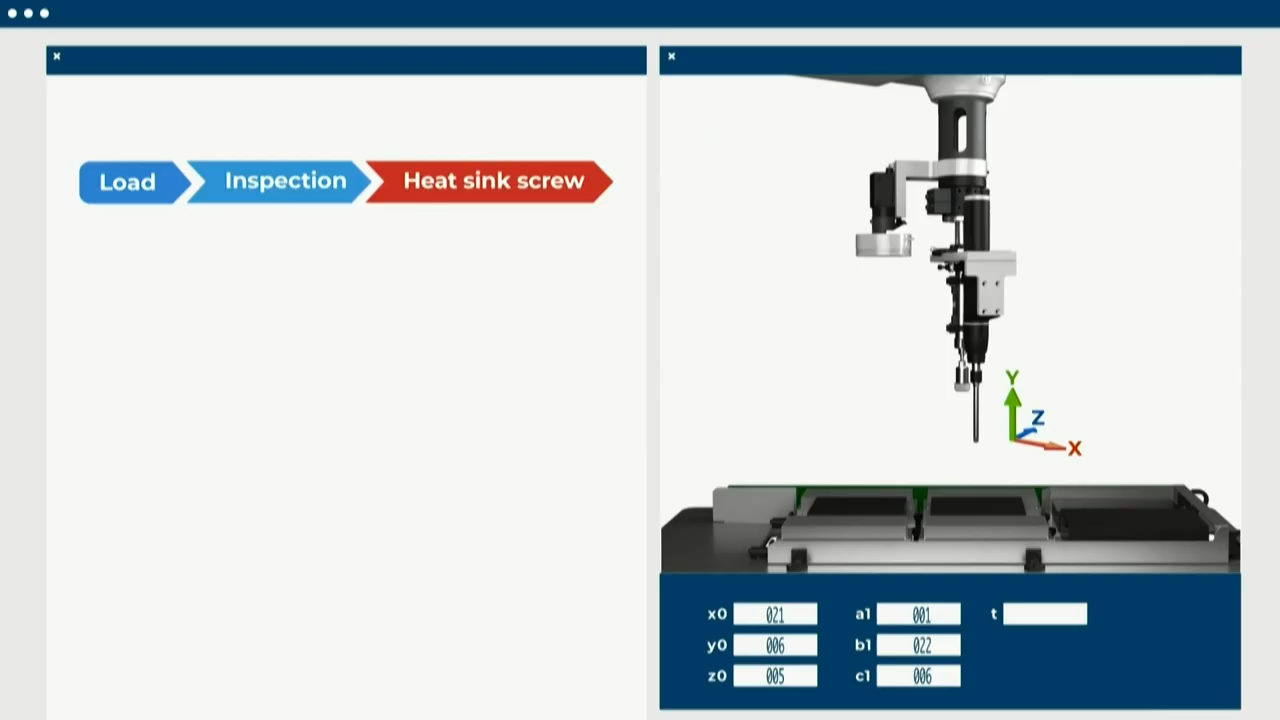 Load
Inspection
Heat sink screw
Y
Z
X
x0 021 a1 001 t
y0 006 b1 022
z0 005 c1 006